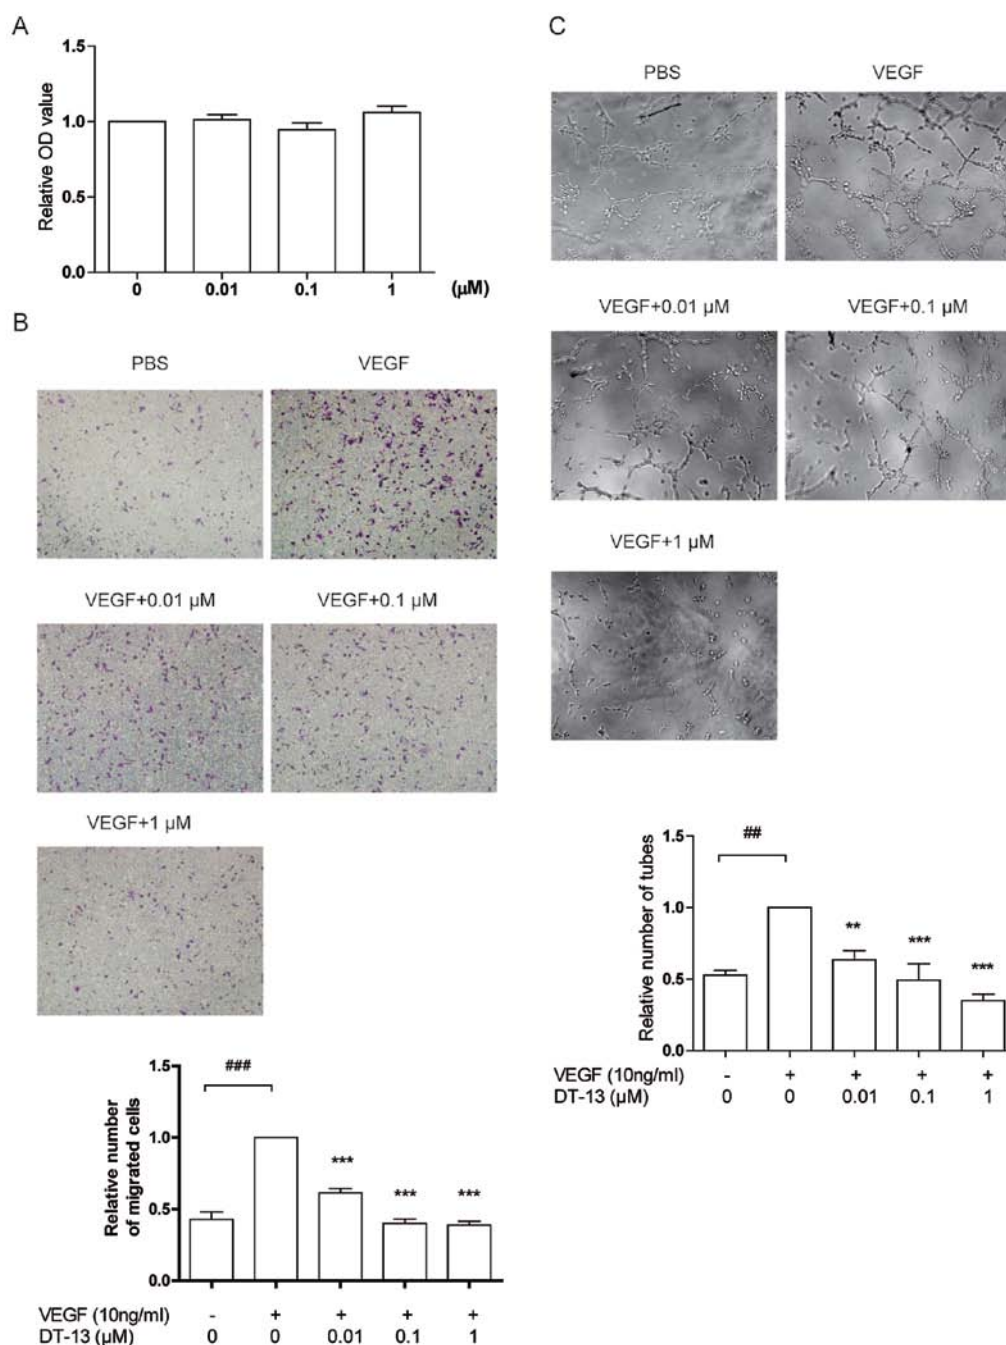 A
1.5
1.0
0.5
0.0
Relative OD value
0 0.01 0.1 1 (µM)
B
PBS VEGF
VEGF+0.01 µM VEGF+0.1 µM
VEGF+1 µM
1.5
1.0
0.5
0.0
Relative number
of migrated cells
###
*** *** ***
VEGF (10ng/ml) - + + + +
DT-13 (µM) 0 0 0.01 0.1 1
C
PBS VEGF
VEGF+0.01 µM VEGF+0.1 µM
VEGF+1 µM
1.5
1.0
0.5
0.0
Relative number of tubes
##
** *** ***
VEGF (10ng/ml) - + + + +
DT-13 (µM) 0 0 0.01 0.1 1